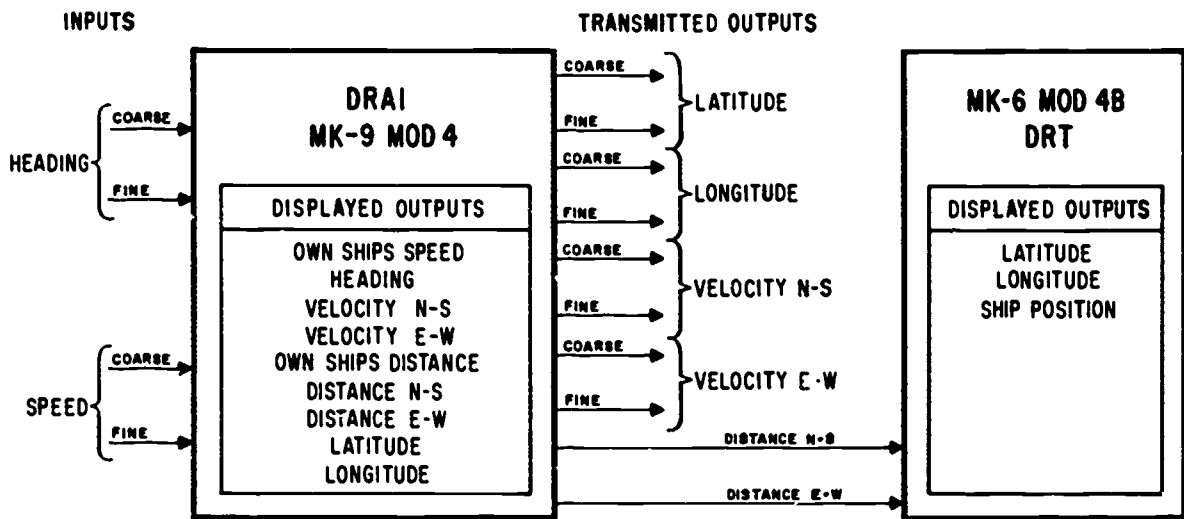 INPUTS
TRANSMITTED OUTPUTS
HEADING
COARSE
FINE
SPEED
COARSE
FINE
DRAI
MK-9 MOD 4
DISPLAYED OUTPUTS
OWN SHIPS SPEED
HEADING
VELOCITY N-S
VELOCITY E-W
OWN SHIPS DISTANCE
DISTANCE N-S
DISTANCE E-W
LATITUDE
LONGITUDE
COARSE
FINE
LATITUDE
COARSE
FINE
LONGITUDE
COARSE
FINE
VELOCITY N-S
COARSE
FINE
VELOCITY E-W
DISTANCE N-S
DISTANCE E-W
MK-6 MOD 4B
DRT
DISPLAYED OUTPUTS
LATITUDE
LONGITUDE
SHIP POSITION